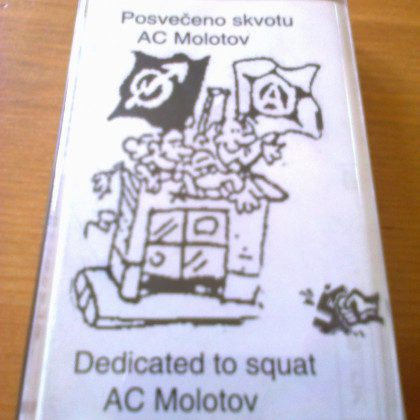 Posvečeno skvotu
AC Molotov
Dedicated to squat
AC Molotov